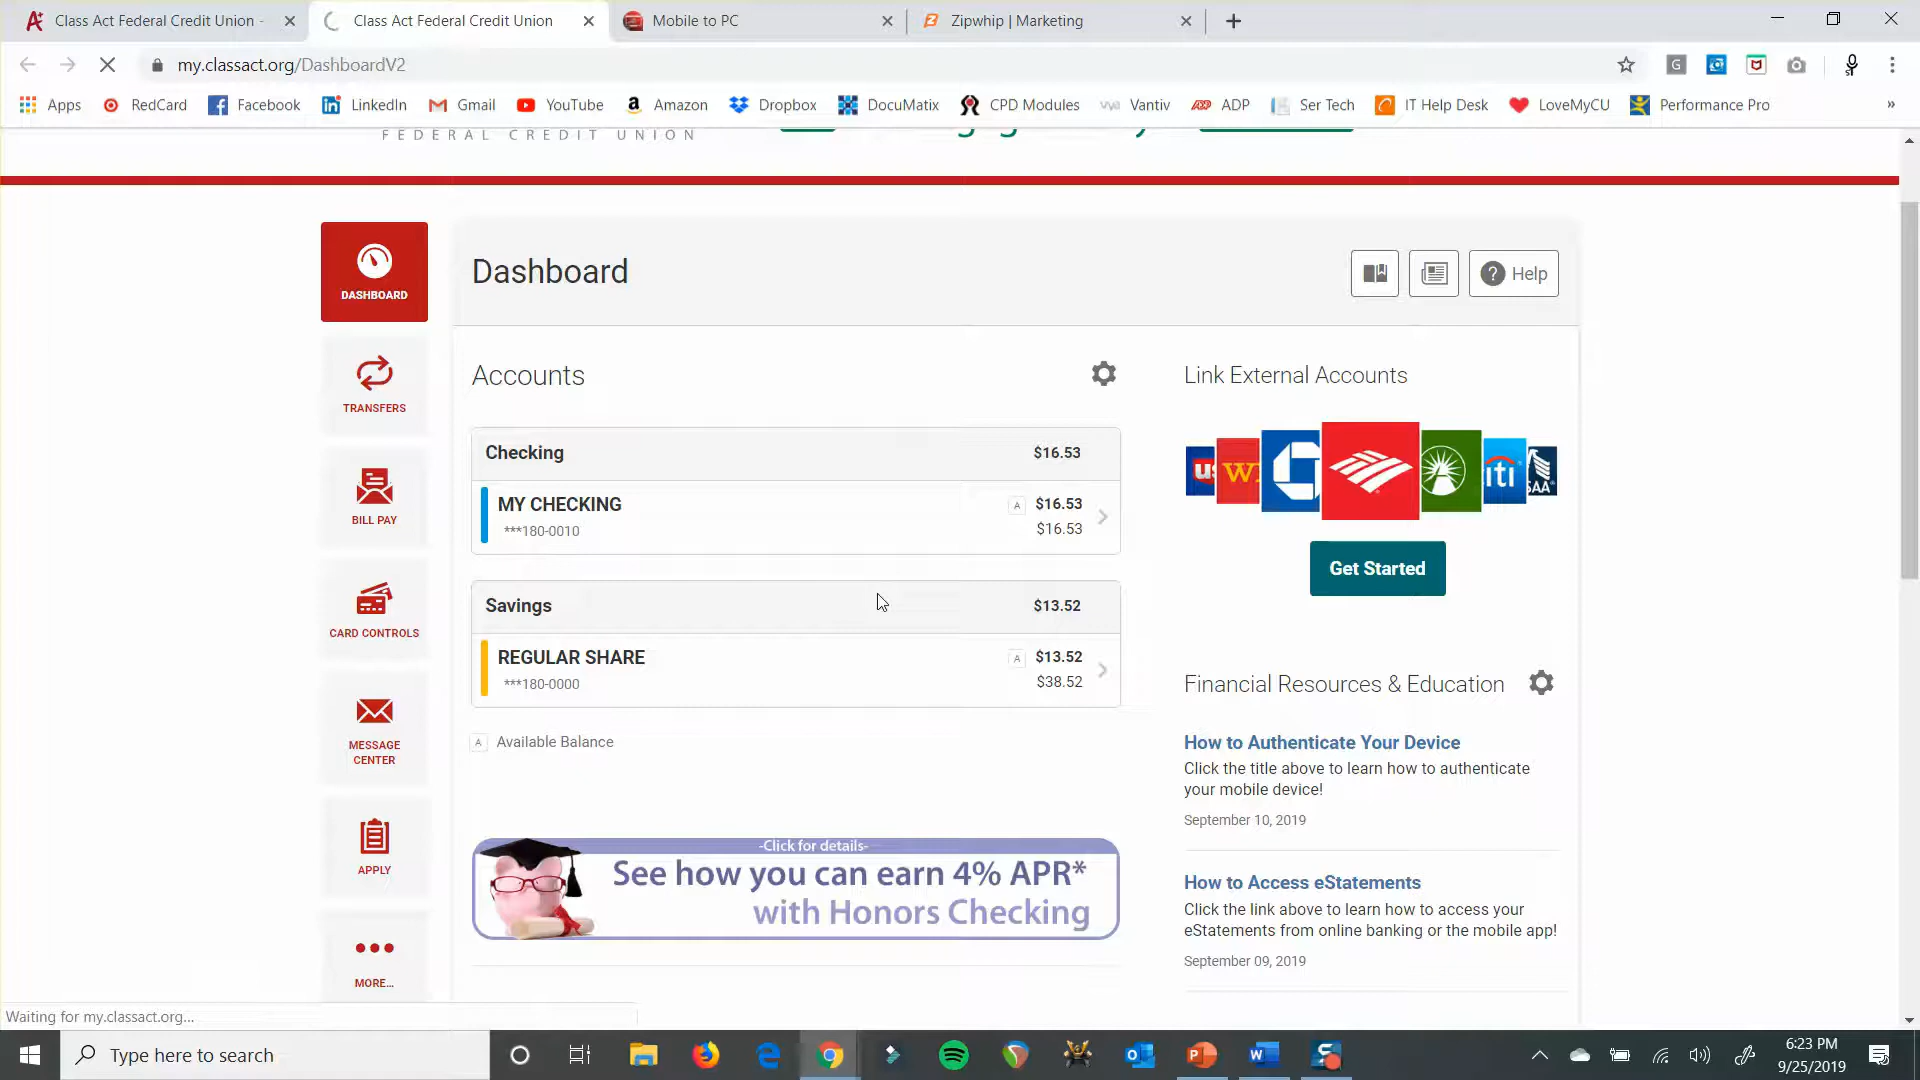 Class Act Federal Credit Union -
Class Act Federal Credit Union
Mobile to PC
Zipwhip | Marketing
my.classact.org/DashboardV2
Apps
RedCard
Facebook
LinkedIn
Gmail
YouTube
Amazon
Dropbox
DocuMatix
CPD Modules
Vantiv
ADP
Ser Tech
IT Help Desk
LoveMyCU
Performance Pro
»
FEDERAL CREDIT UNION
DASHBOARD
TRANSFERS
BILL PAY
CARD CONTROLS
MESSAGE
CENTER
APPLY
MORE...
Dashboard
Help
Accounts
Checking $16.53
MY CHECKING A $16.53
***180-0010 $16.53
Savings $13.52
REGULAR SHARE A $13.52
***180-0000 $38.52
A Available Balance
-Click for details-
See how you can earn 4% APR*
with Honors Checking
Link External Accounts
citi
Get Started
Financial Resources & Education
How to Authenticate Your Device
Click the title above to learn how to authenticate
your mobile device!
September 10, 2019
How to Access eStatements
Click the link above to learn how to access your
eStatements from online banking or the mobile app!
September 09, 2019
Waiting for my.classact.org...
Type here to search
6:23 PM
9/25/2019